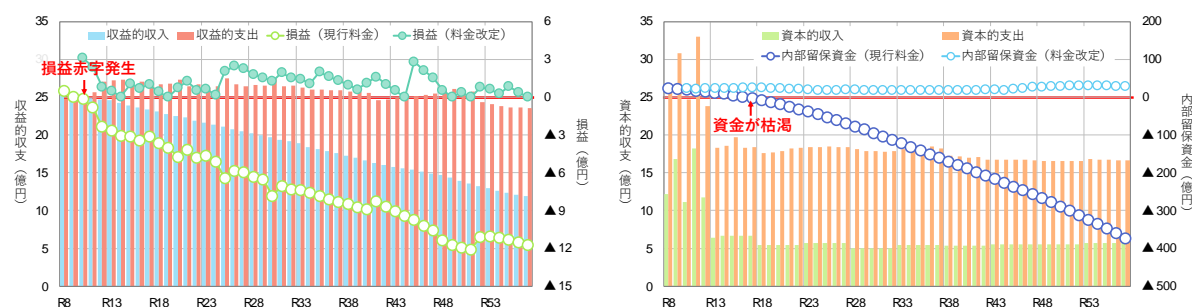 35
30
25
20
15
10
5
0
収益的収支（億円）
収益的収入
収益的支出
損益（現行料金）
損益（料金改定）
損益赤字発生
6
3
0
▲3
▲6
▲9
▲12
▲15
損益（億円）
R8 R13 R18 R23 R28 R33 R38 R43 R48 R53
35
30
25
20
15
10
5
0
資本的収支（億円）
資本的収入
資本的支出
内部留保資金（現行料金）
内部留保資金（料金改定）
資金が枯渇
200
100
0
▲100
▲200
▲300
▲400
▲500
内部留保資金（億円）
R8 R13 R18 R23 R28 R33 R38 R43 R48 R53